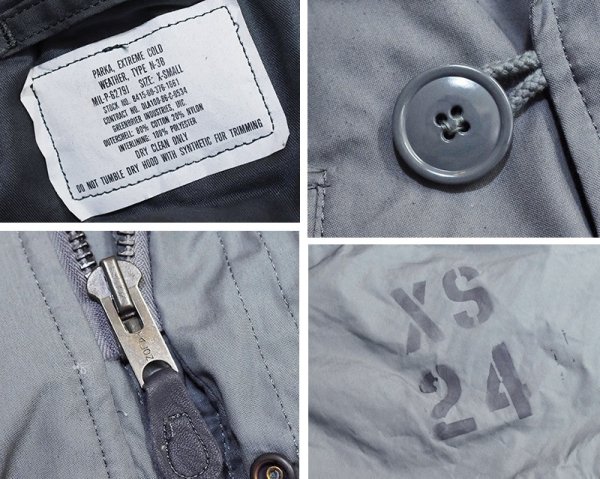 PARKA, EXTREME COLD
WEATHER, TYPE N-3B
MIL-P-6279I SIZE: X-SMALL
STOCK NO. 8415-00-376-1661
CONTRACT NO. DLA100-86-C-0534
GREENBRIER INDUSTRIES, INC.
OUTERSHELL: 80% COTTON 20% NYLON
INTERLINING: 100% POLYESTER
DRY CLEAN ONLY
DO NOT TUMBLE DRY HOOD WITH SYNTHETIC FUR TRIMMING
XS
24